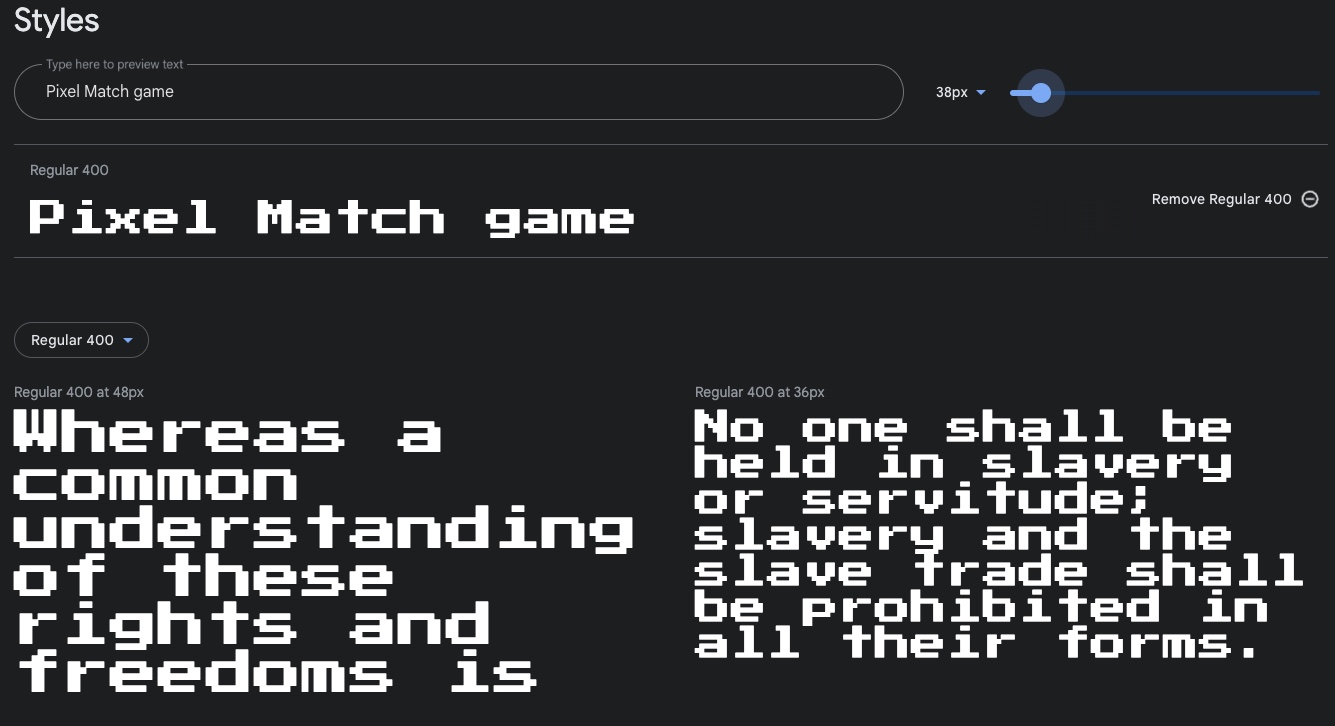 Styles
Type here to preview text
Pixel Match game
38px
Regular 400
Pixel Match game
Remove Regular 400
Regular 400
Regular 400 at 48px
Whereas a
common
understanding
of these
rights and
freedoms is
Regular 400 at 36px
No one shall be
held in slavery
or servitude;
slavery and the
slave trade shall
be prohibited in
all their forms.